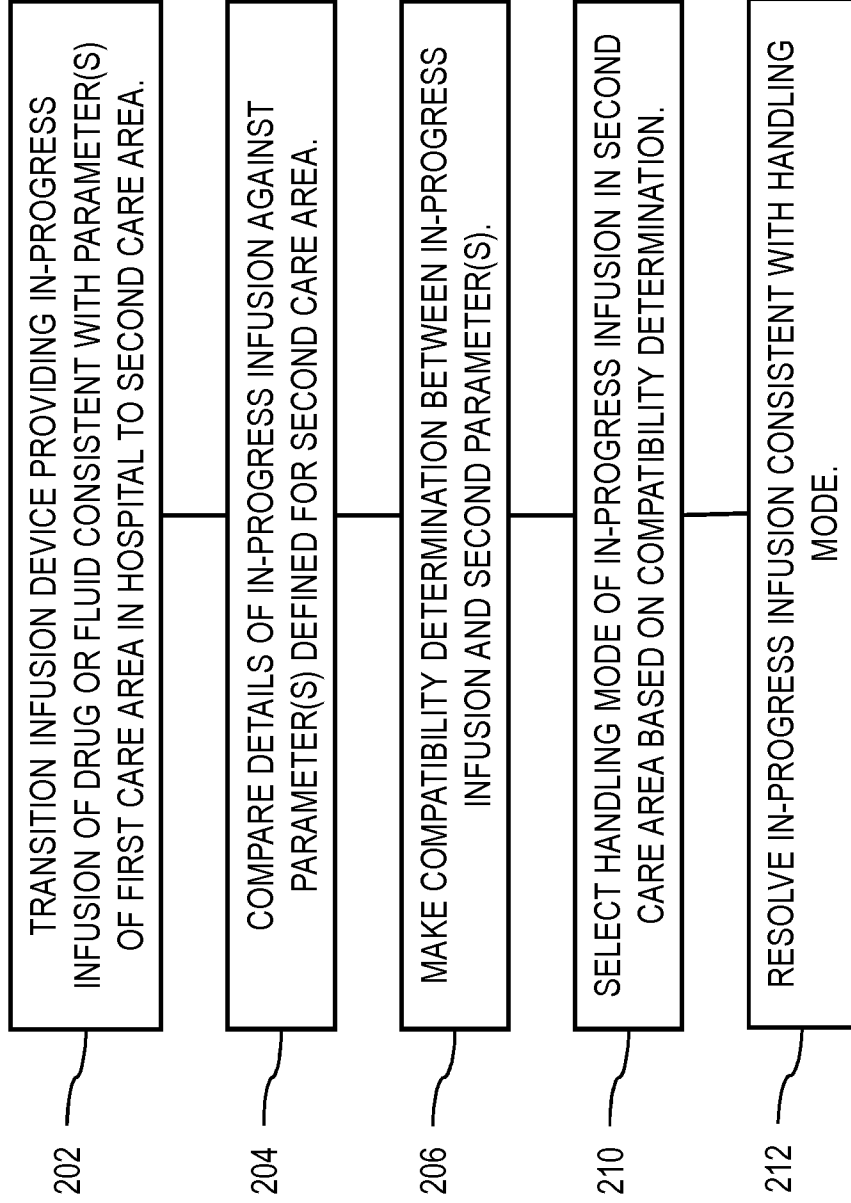 202
TRANSITION INFUSION DEVICE PROVIDING IN-PROGRESS
INFUSION OF DRUG OR FLUID CONSISTENT WITH PARAMETER(S)
OF FIRST CARE AREA IN HOSPITAL TO SECOND CARE AREA.
204
COMPARE DETAILS OF IN-PROGRESS INFUSION AGAINST
PARAMETER(S) DEFINED FOR SECOND CARE AREA.
206
MAKE COMPATIBILITY DETERMINATION BETWEEN IN-PROGRESS
INFUSION AND SECOND PARAMETER(S).
210
SELECT HANDLING MODE OF IN-PROGRESS INFUSION IN SECOND
CARE AREA BASED ON COMPATIBILITY DETERMINATION.
212
RESOLVE IN-PROGRESS INFUSION CONSISTENT WITH HANDLING
MODE.